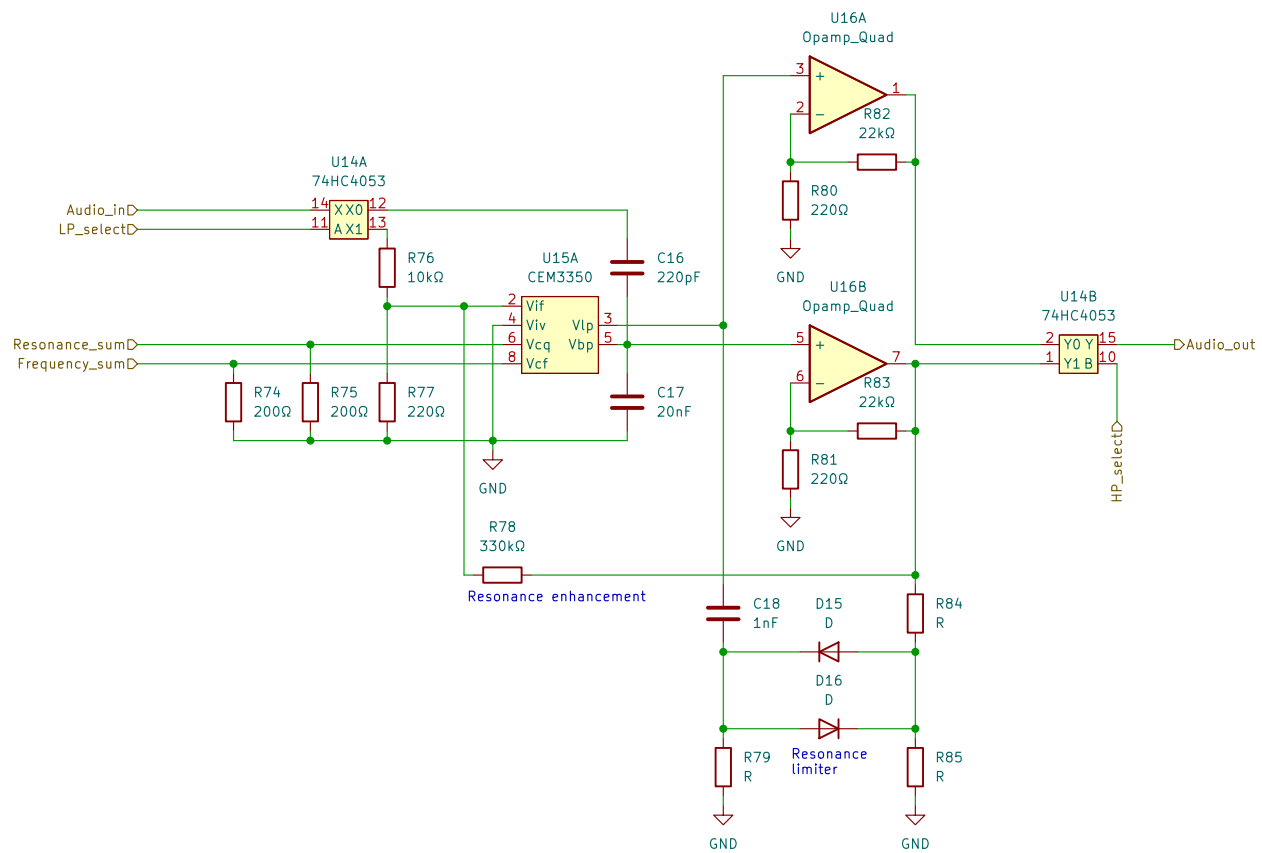 U16A
Opamp_Quad
3
+
1
2
−
R82
22kΩ
U14A
74HC4053
R80
220Ω
Audio_in
14
X X0
12
LP_select
11
A X1
13
GND
R76
10kΩ
U15A
CEM3350
C16
220pF
U16B
Opamp_Quad
2
Vif
4
Viv
Vlp
3
6
Vcq
Vbp
5
8
Vcf
Resonance_sum
Frequency_sum
5
+
7
6
−
R83
22kΩ
U14B
74HC4053
2
Y0 Y
15
1
Y1 B
10
Audio_out
HP_select
R74
200Ω
R75
200Ω
R77
220Ω
C17
20nF
R81
220Ω
GND
GND
R78
330kΩ
Resonance enhancement
C18
1nF
D15
D
R84
R
D16
D
Resonance
limiter
R79
R
R85
R
GND
GND